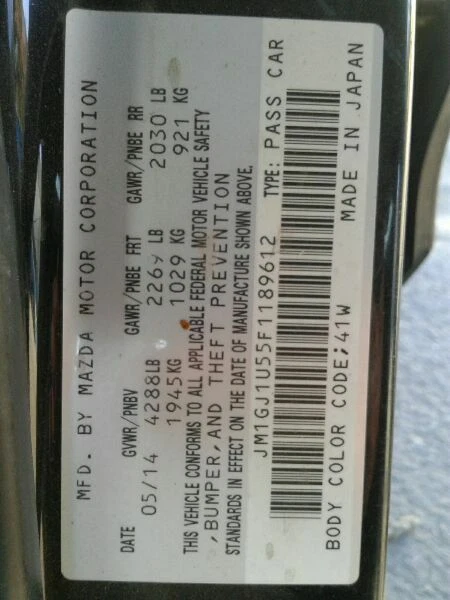 MFD. BY MAZDA MOTOR CORPORATION
DATE GVWR/PNBV GAWR/PNBE FRT GAWR/PNBE RR
05/14 4288LB 2269 LB 2030 LB
1945KG 1029 KG 921 KG
THIS VEHICLE CONFORMS TO ALL APPLICABLE FEDERAL MOTOR VEHICLE SAFETY
,BUMPER,AND THEFT PREVENTION
STANDARDS IN EFFECT ON THE DATE OF MANUFACTURE SHOWN ABOVE.
JM1GJ1U55F1189612 TYPE: PASS CAR
BODY COLOR CODE;41W MADE IN JAPAN